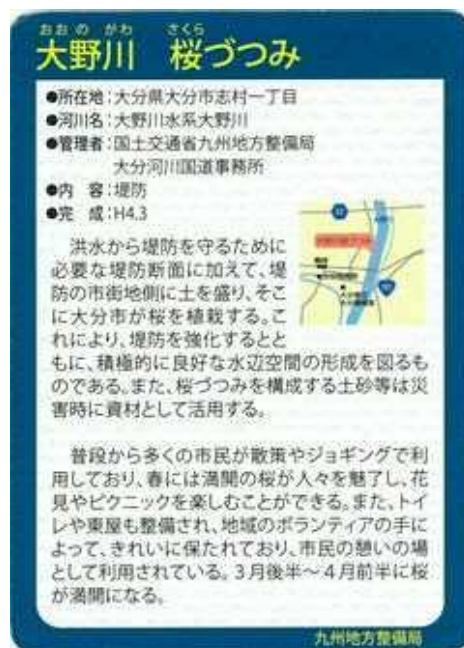 おおのがわ さくら
大野川 桜づつみ
●所在地:大分県大分市志村一丁目
●河川名:大野川水系大野川
●管理者:国土交通省九州地方整備局
大分河川国道事務所
●内 容:堤防
●完 成:H4.3
洪水から堤防を守るために
必要な堤防断面に加えて、堤
防の市街地側に土を盛り、そこ
に大分市が桜を植栽する。こ
れにより、堤防を強化するとと
もに、積極的に良好な水辺空間の形成を図るも
のである。また、桜づつみを構成する土砂等は災
害時に資材として活用する。
普段から多くの市民が散策やジョギングで利
用しており、春には満開の桜が人々を魅了し、花
見やピクニックを楽しむことができる。また、トイ
レや東屋も整備され、地域のボランティアの手に
よって、きれいに保たれており、市民の憩いの場
として利用されている。3月後半~4月前半に桜
が満開になる。
九州地方整備局